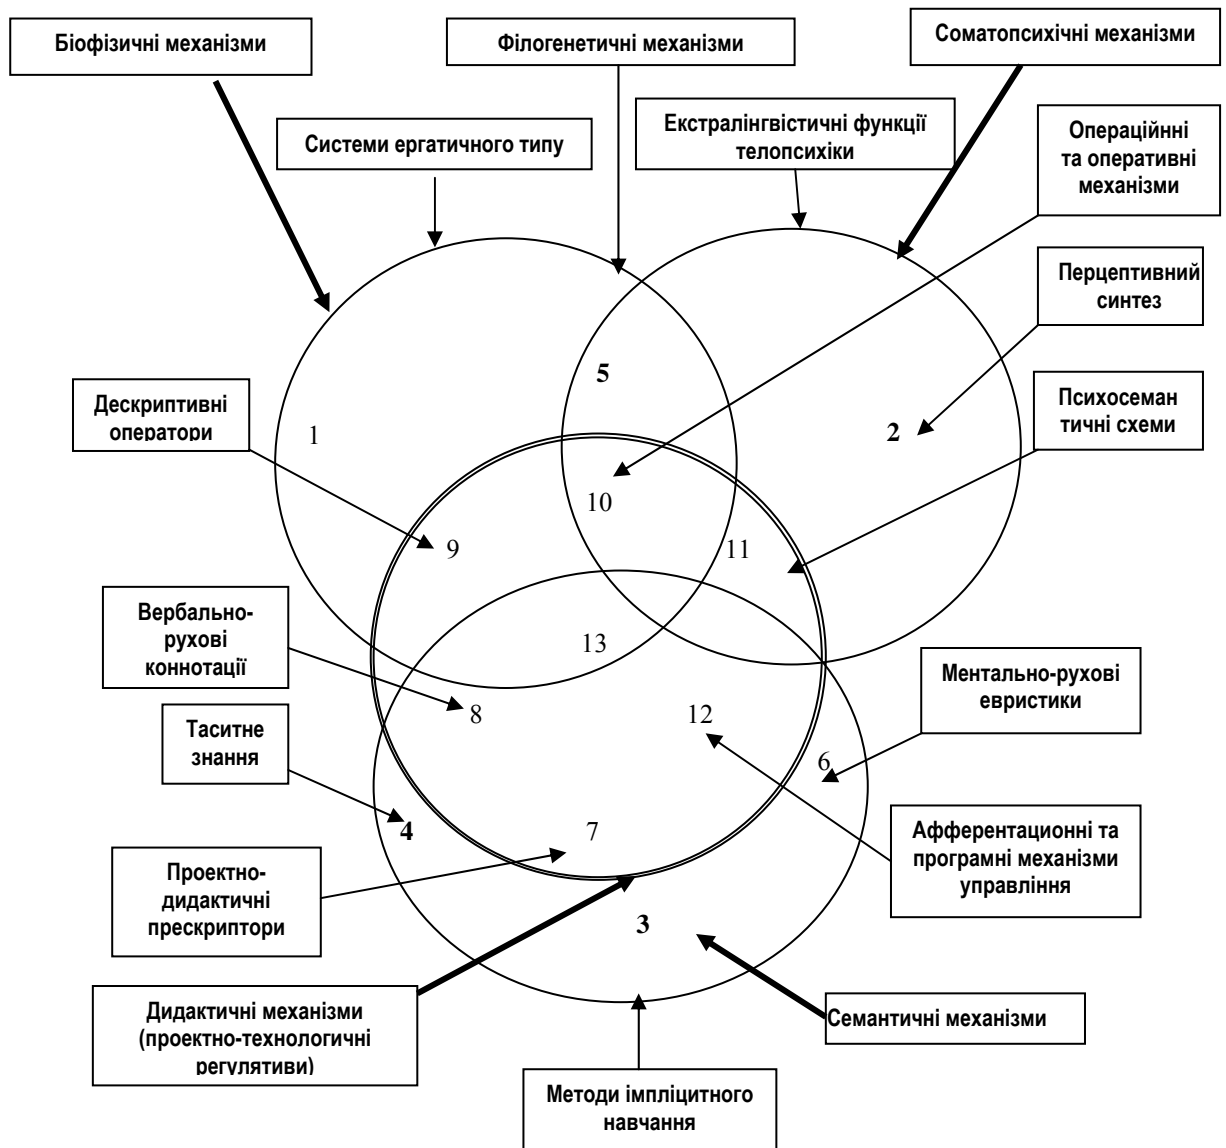 Біофізичні механізми
Філогенетичні механізми
Соматопсихічні механізми
Системи ергатичного типу
Екстралінгвістичні функції
телопсихіки
Операційнні
та оперативні
механізми
Перцептивний
синтез
5
Дескриптивні
оператори
1
2
Психосеман
тичні схеми
10
9
11
Вербально-
рухові
коннотації
13
8
12
Ментально-рухові
евристики
Таситне
знання
6
4
7
Афферентационні та
програмні механізми
управління
Проектно-
дидактичні
прескриптори
3
Дидактичні механізми
(проектно-технологичні
регулятиви)
Семантичні механізми
Методи імпліцитного
навчання